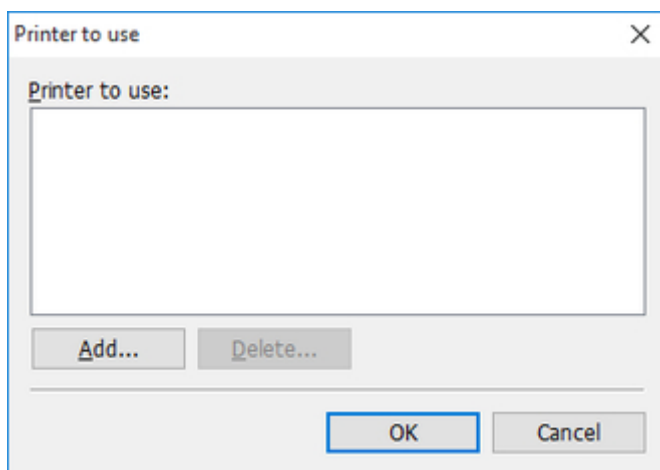 Printer to use
Printer to use:
Add...
Delete...
OK
Cancel